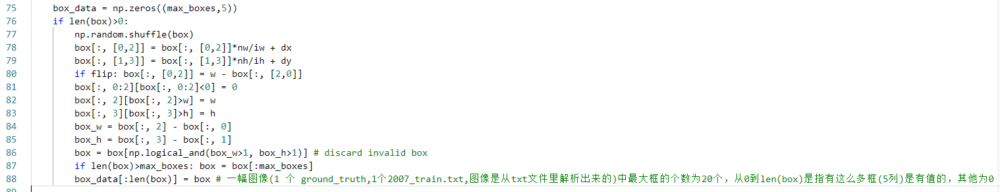 75 box_data = np.zeros((max_boxes,5))
76 if len(box)>0:
77 np.random.shuffle(box)
78 box[:, [0,2]] = box[:, [0,2]]*nw/iw + dx
79 box[:, [1,3]] = box[:, [1,3]]*nh/ih + dy
80 if flip: box[:, [0,2]] = w - box[:, [2,0]]
81 box[:, 0:2][box[:, 0:2]<0] = 0
82 box[:, 2][box[:, 2]>w] = w
83 box[:, 3][box[:, 3]>h] = h
84 box_w = box[:, 2] - box[:, 0]
85 box_h = box[:, 3] - box[:, 1]
86 box = box[np.logical_and(box_w>1, box_h>1)] # discard invalid box
87 if len(box)>max_boxes: box = box[:max_boxes]
88 box_data[:len(box)] = box # 一幅图像(1 个 ground_truth,1个2007_train.txt,图像是从txt文件里解析出来的)中最大框的个数为20个，从0到len(box)是指有这么多框(5列)是有值的，其他为0
89